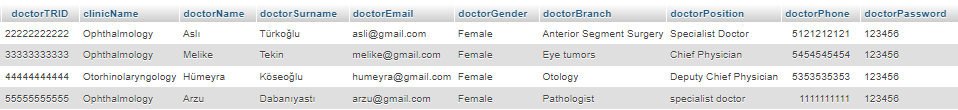 doctorTRID clinicName doctorName doctorSurname doctorEmail doctorGender doctorBranch doctorPosition doctorPhone doctorPassword
22222222222 Ophthalmology Aslı Türkoğlu asli@gmail.com Female Anterior Segment Surgery Specialist Doctor 5121212121 123456
33333333333 Ophthalmology Melike Tekin melike@gmail.com Female Eye tumors Chief Physician 5454545454 123456
44444444444 Otorhinolaryngology Hümeyra Köseoğlu humeyra@gmail.com Female Otology Deputy Chief Physician 5353535353 123456
55555555555 Ophthalmology Arzu Dabanıyastı arzu@gmail.com Female Pathologist specialist doctor 1111111111 123456